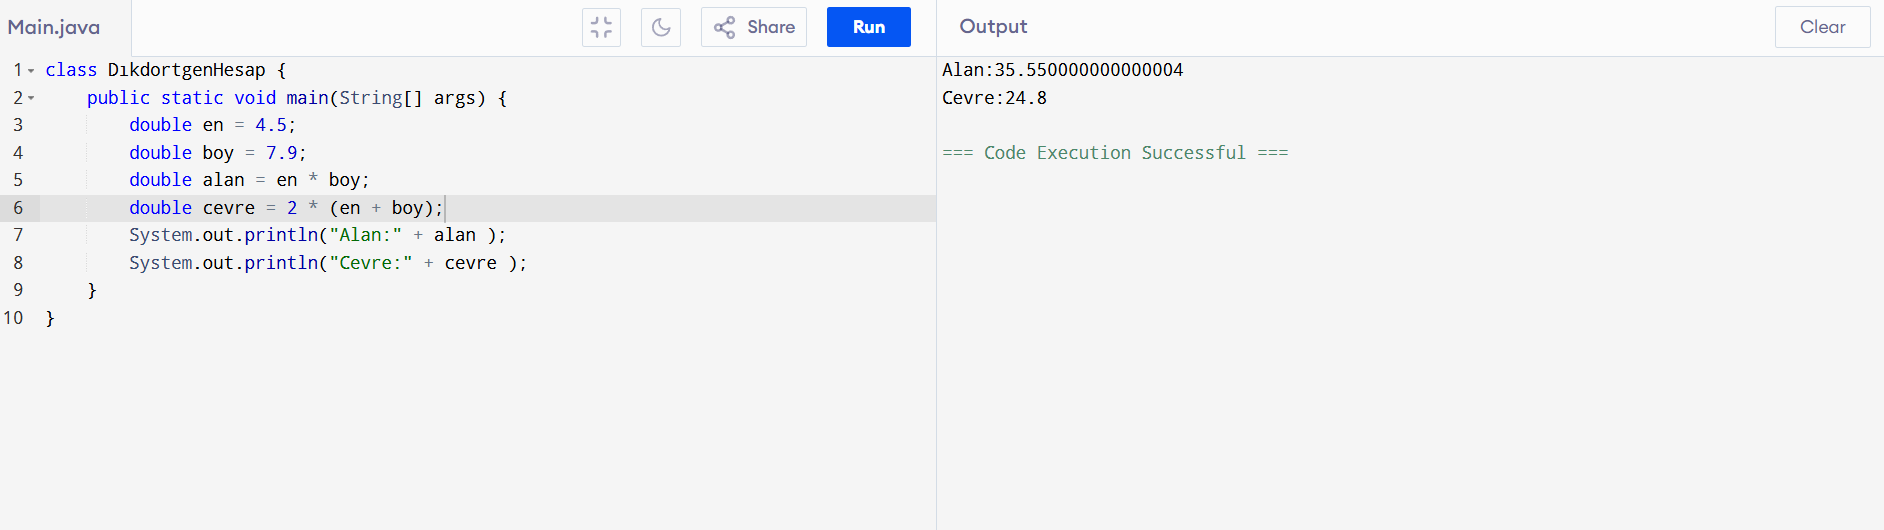 Main.java
Share
Run
Output
Clear
1 class DıkdortgenHesap {
2 public static void main(String[] args) {
3 double en = 4.5;
4 double boy = 7.9;
5 double alan = en * boy;
6 double cevre = 2 * (en + boy);
7 System.out.println("Alan:" + alan );
8 System.out.println("Cevre:" + cevre );
9 }
10 }
Alan:35.550000000000004
Cevre:24.8
=== Code Execution Successful ===